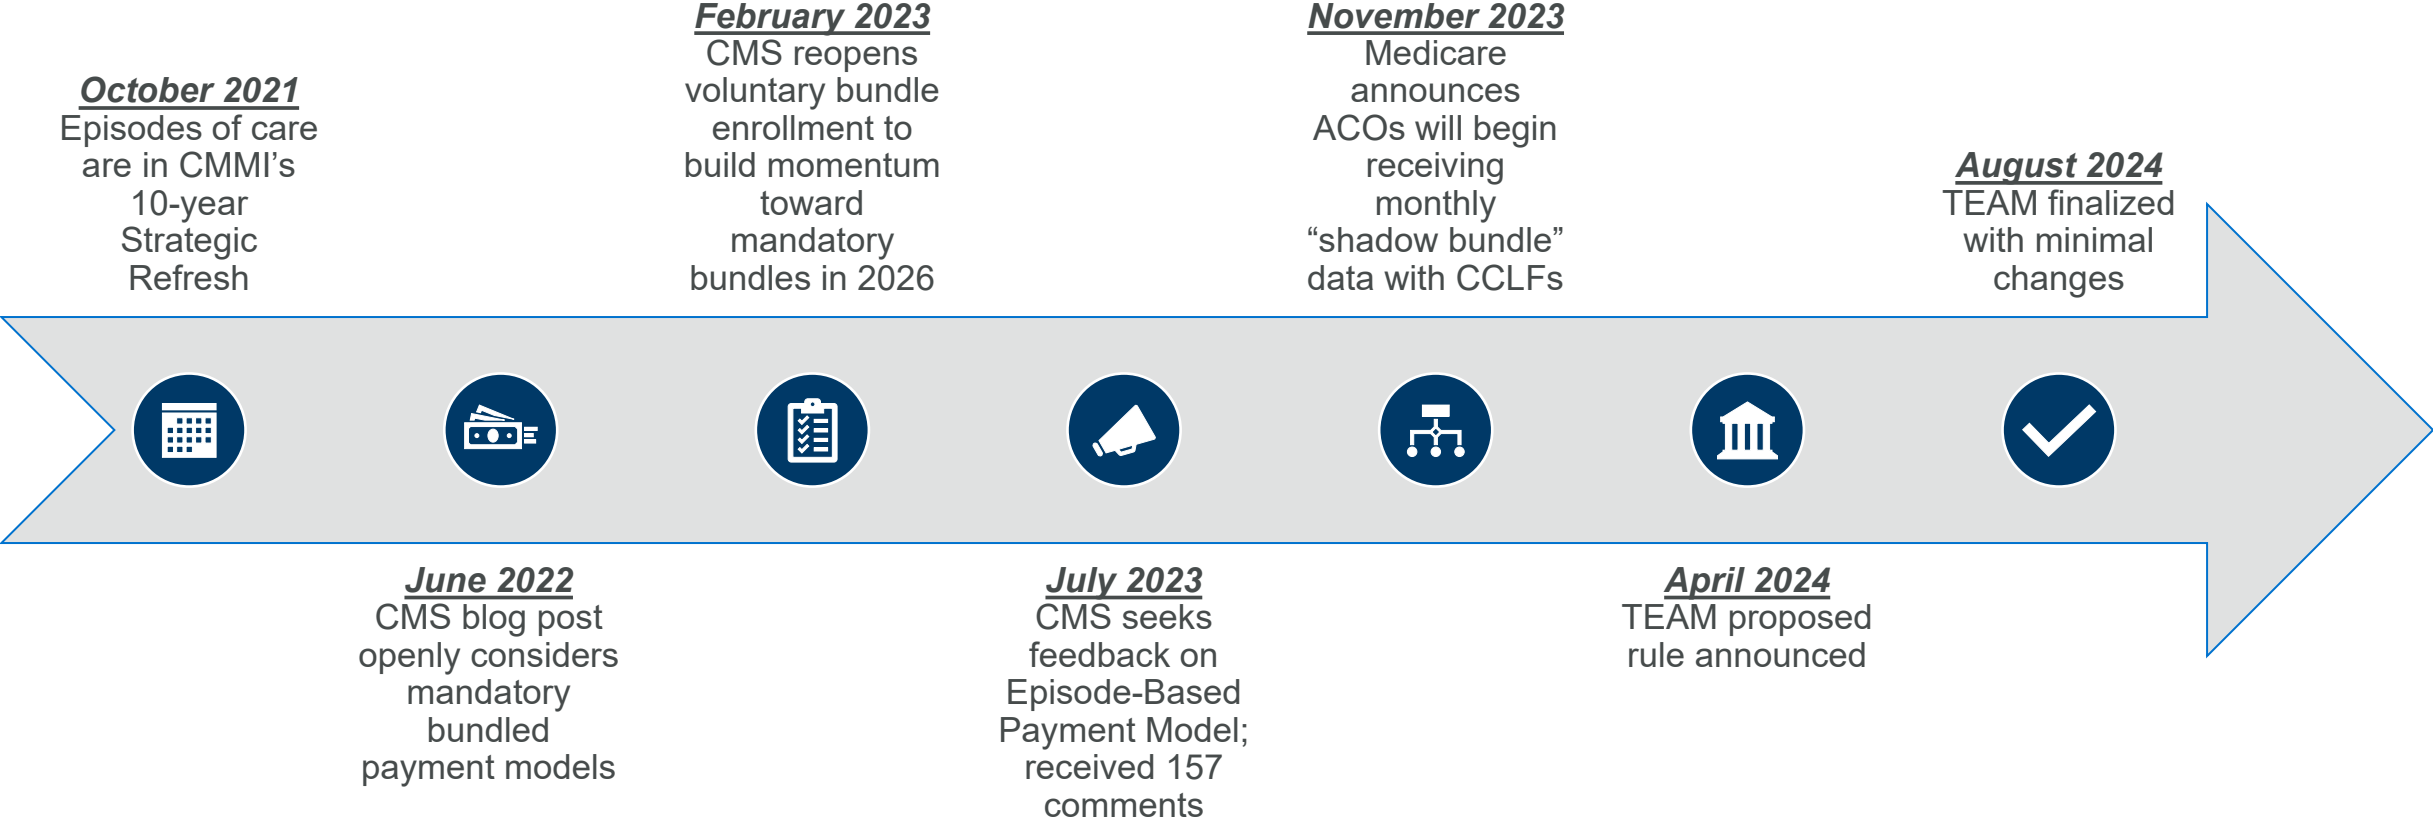 October 2021
Episodes of care
are in CMMI’s
10-year
Strategic
Refresh
June 2022
CMS blog post
openly considers
mandatory
bundled
payment models
February 2023
CMS reopens
voluntary bundle
enrollment to
build momentum
toward
mandatory
bundles in 2026
July 2023
CMS seeks
feedback on
Episode-Based
Payment Model;
received 157
comments
November 2023
Medicare
announces
ACOs will begin
receiving
monthly
“shadow bundle”
data with CCLFs
April 2024
TEAM proposed
rule announced
August 2024
TEAM finalized
with minimal
changes